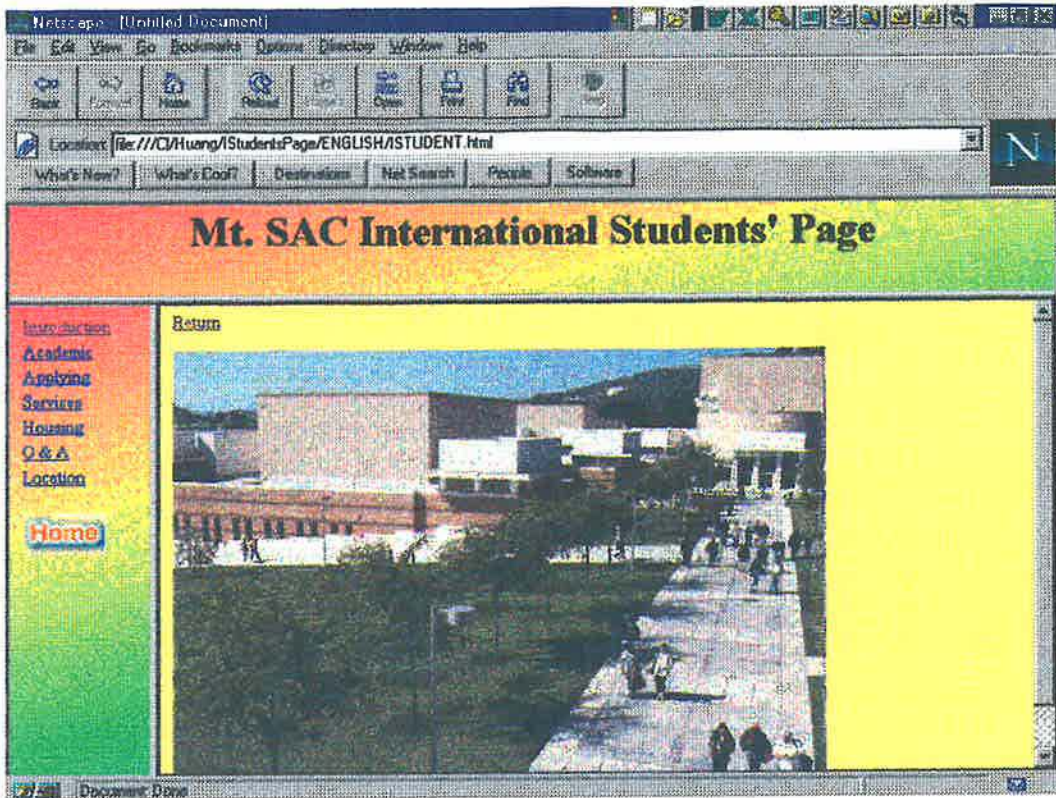 Netscape - [Untitled Document]
File Edit View Go Bookmarks Options Directory Window Help
Back Forward Home Reload Images Open Print Find Stop
Location: file:///C|/Huang/IStudentsPage/ENGLISH/ISTUDENT.html
N
What's New? What's Cool? Destinations Net Search People Software
Mt. SAC International Students' Page
Introduction
Academic
Applying
Services
Housing
Q & A
Location
Home
Return
Document: Done